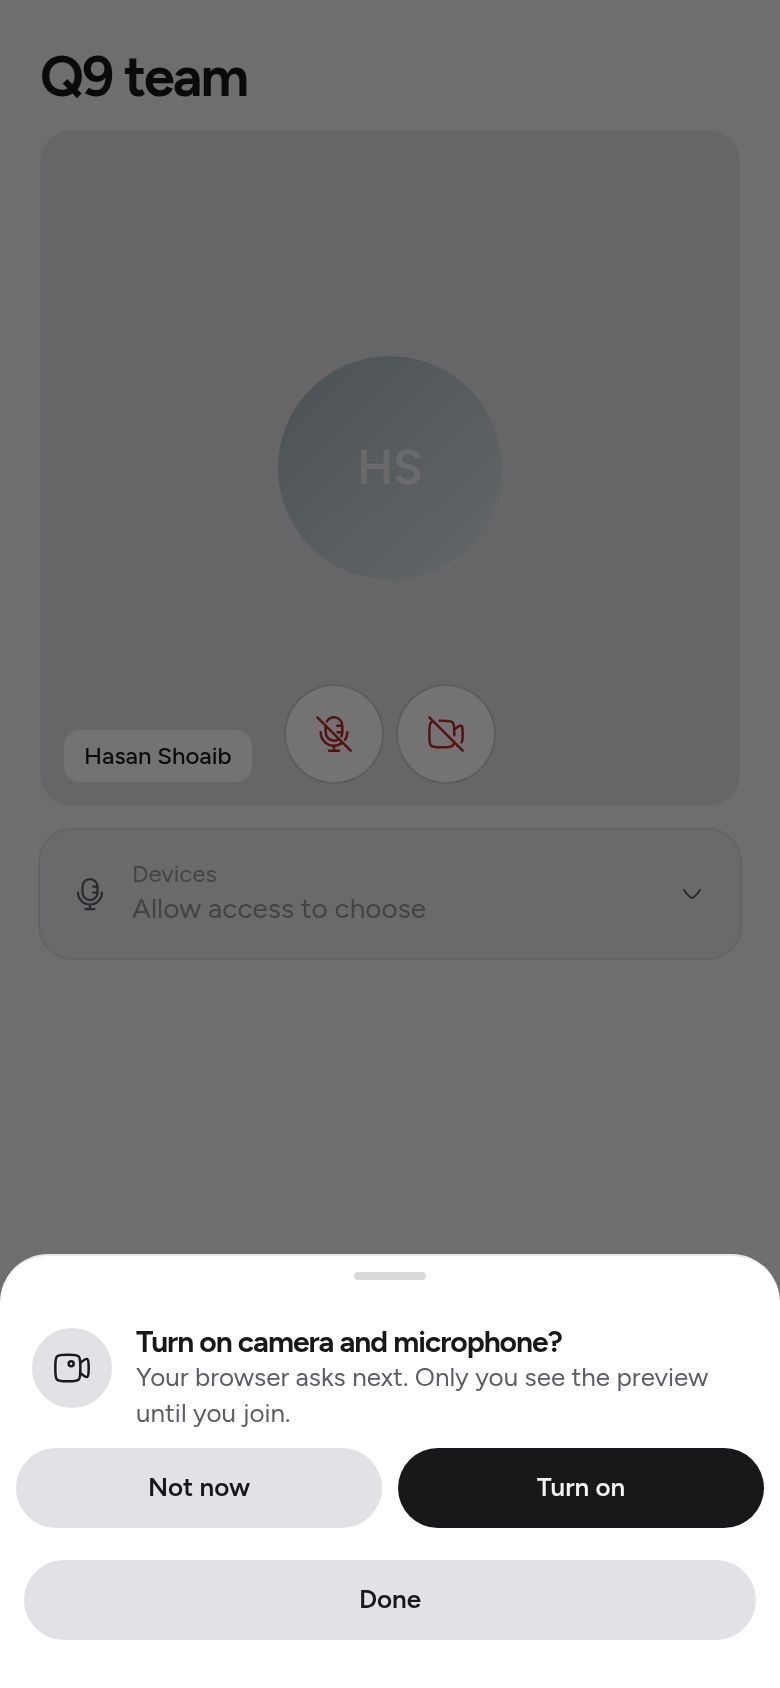 Q9 team
HS
Hasan Shoaib
Devices
Allow access to choose
Turn on camera and microphone?
Your browser asks next. Only you see the preview
until you join.
Not now
Turn on
Done